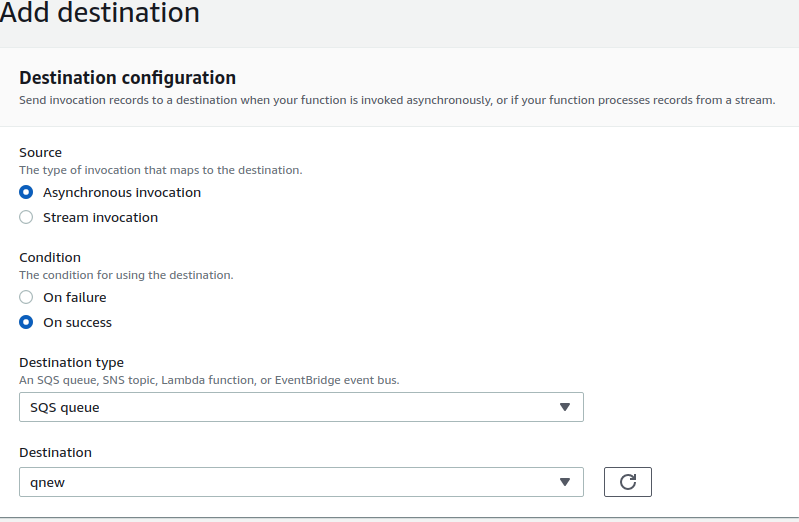 Add destination
Destination configuration
Send invocation records to a destination when your function is invoked asynchronously, or if your function processes records from a stream.
Source
The type of invocation that maps to the destination.
Asynchronous invocation
Stream invocation
Condition
The condition for using the destination.
On failure
On success
Destination type
An SQS queue, SNS topic, Lambda function, or EventBridge event bus.
SQS queue
Destination
qnew